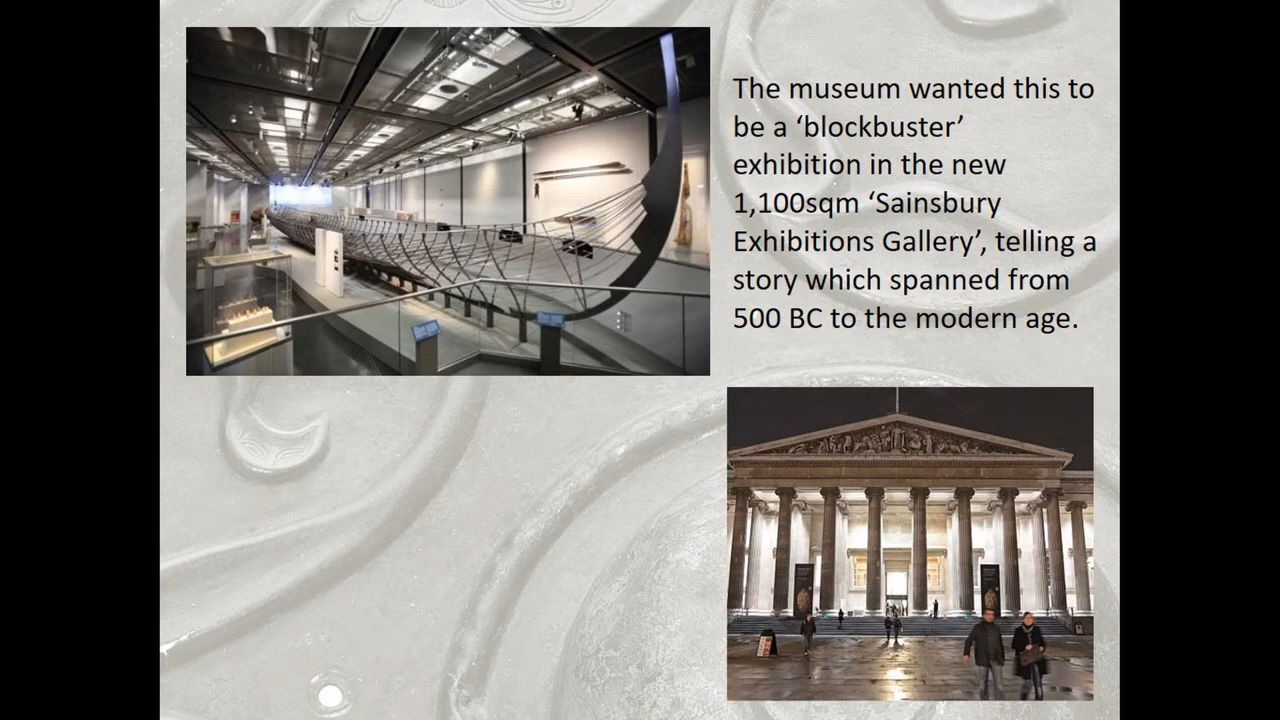 The museum wanted this to
be a ‘blockbuster’
exhibition in the new
1,100sqm ‘Sainsbury
Exhibitions Gallery’, telling a
story which spanned from
500 BC to the modern age.